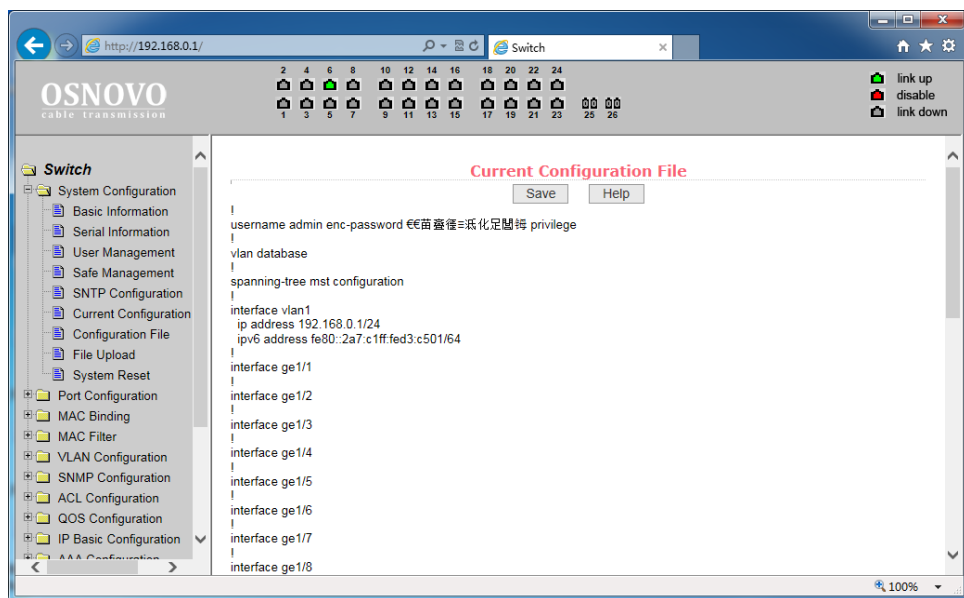 http://192.168.0.1/
Switch
OSNOVO
cable transmission
2 4 6 8 10 12 14 16 18 20 22 24
1 3 5 7 9 11 13 15 17 19 21 23 25 26
link up
disable
link down
Switch
System Configuration
Basic Information
Serial Information
User Management
Safe Management
SNTP Configuration
Current Configuration
Configuration File
File Upload
System Reset
Port Configuration
MAC Binding
MAC Filter
VLAN Configuration
SNMP Configuration
ACL Configuration
QOS Configuration
IP Basic Configuration
AAA Configuration
Current Configuration File
Save Help
!
username admin enc-password privilege
!
vlan database
!
spanning-tree mst configuration
!
interface vlan1
ip address 192.168.0.1/24
ipv6 address fe80::2a7:c1ff:fed3:c501/64
!
interface ge1/1
!
interface ge1/2
!
interface ge1/3
!
interface ge1/4
!
interface ge1/5
!
interface ge1/6
!
interface ge1/7
!
interface ge1/8
100%